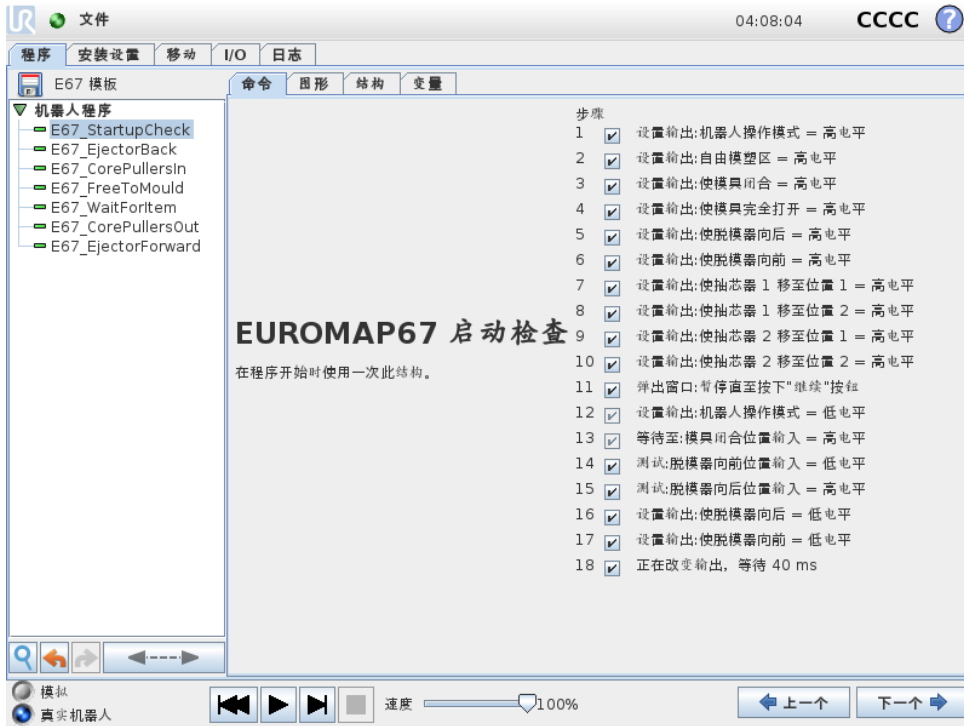 UR 文件 04:08:04 CCCC ?
程序 安装设置 移动 I/O 日志
E67 模板 命令 图形 结构 变量
机器人程序
E67_StartupCheck
E67_EjectorBack
E67_CorePullersIn
E67_FreeToMould
E67_WaitForItem
E67_CorePullersOut
E67_EjectorForward
EUROMAP67 启动检查
在程序开始时使用一次此结构。
步骤
1 设置输出:机器人操作模式 = 高电平
2 设置输出:自由模塑区 = 高电平
3 设置输出:使模具闭合 = 高电平
4 设置输出:使模具完全打开 = 高电平
5 设置输出:使脱模器向后 = 高电平
6 设置输出:使脱模器向前 = 高电平
7 设置输出:使抽芯器 1 移至位置 1 = 高电平
8 设置输出:使抽芯器 1 移至位置 2 = 高电平
9 设置输出:使抽芯器 2 移至位置 1 = 高电平
10 设置输出:使抽芯器 2 移至位置 2 = 高电平
11 弹出窗口:暂停直至按下"继续"按钮
12 设置输出:机器人操作模式 = 低电平
13 等待至:模具闭合位置输入 = 高电平
14 测试:脱模器向前位置输入 = 低电平
15 测试:脱模器向后位置输入 = 高电平
16 设置输出:使脱模器向后 = 低电平
17 设置输出:使脱模器向前 = 低电平
18 正在改变输出，等待 40 ms
模拟
真实机器人
速度 100%
上一个 下一个